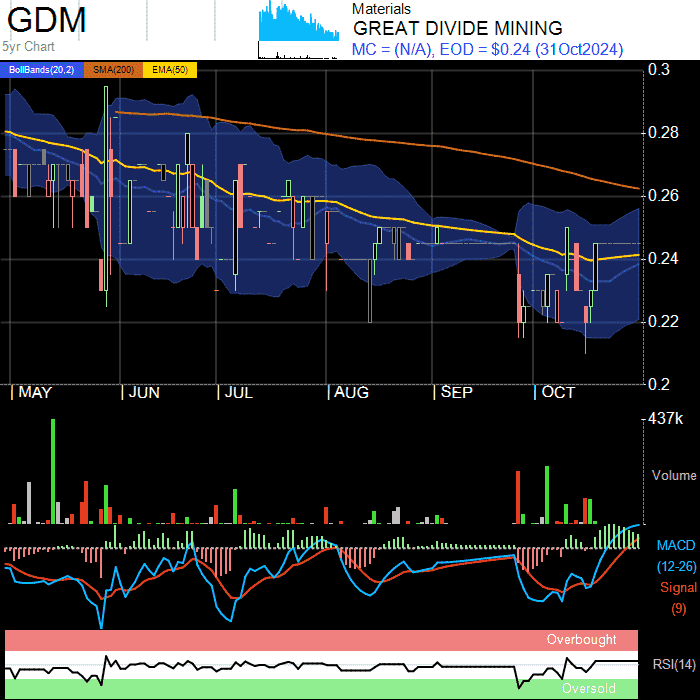 GDM
5yr Chart
Materials
GREAT DIVIDE MINING
MC = (N/A), EOD = $0.24 (31Oct2024)
BollBands(20,2) SMA(200) EMA(50)
0.3
0.28
0.26
0.24
0.22
0.2
MAY JUN JUL AUG SEP OCT
437k
Volume
MACD
(12-26)
Signal
(9)
Overbought
RSI(14)
Oversold